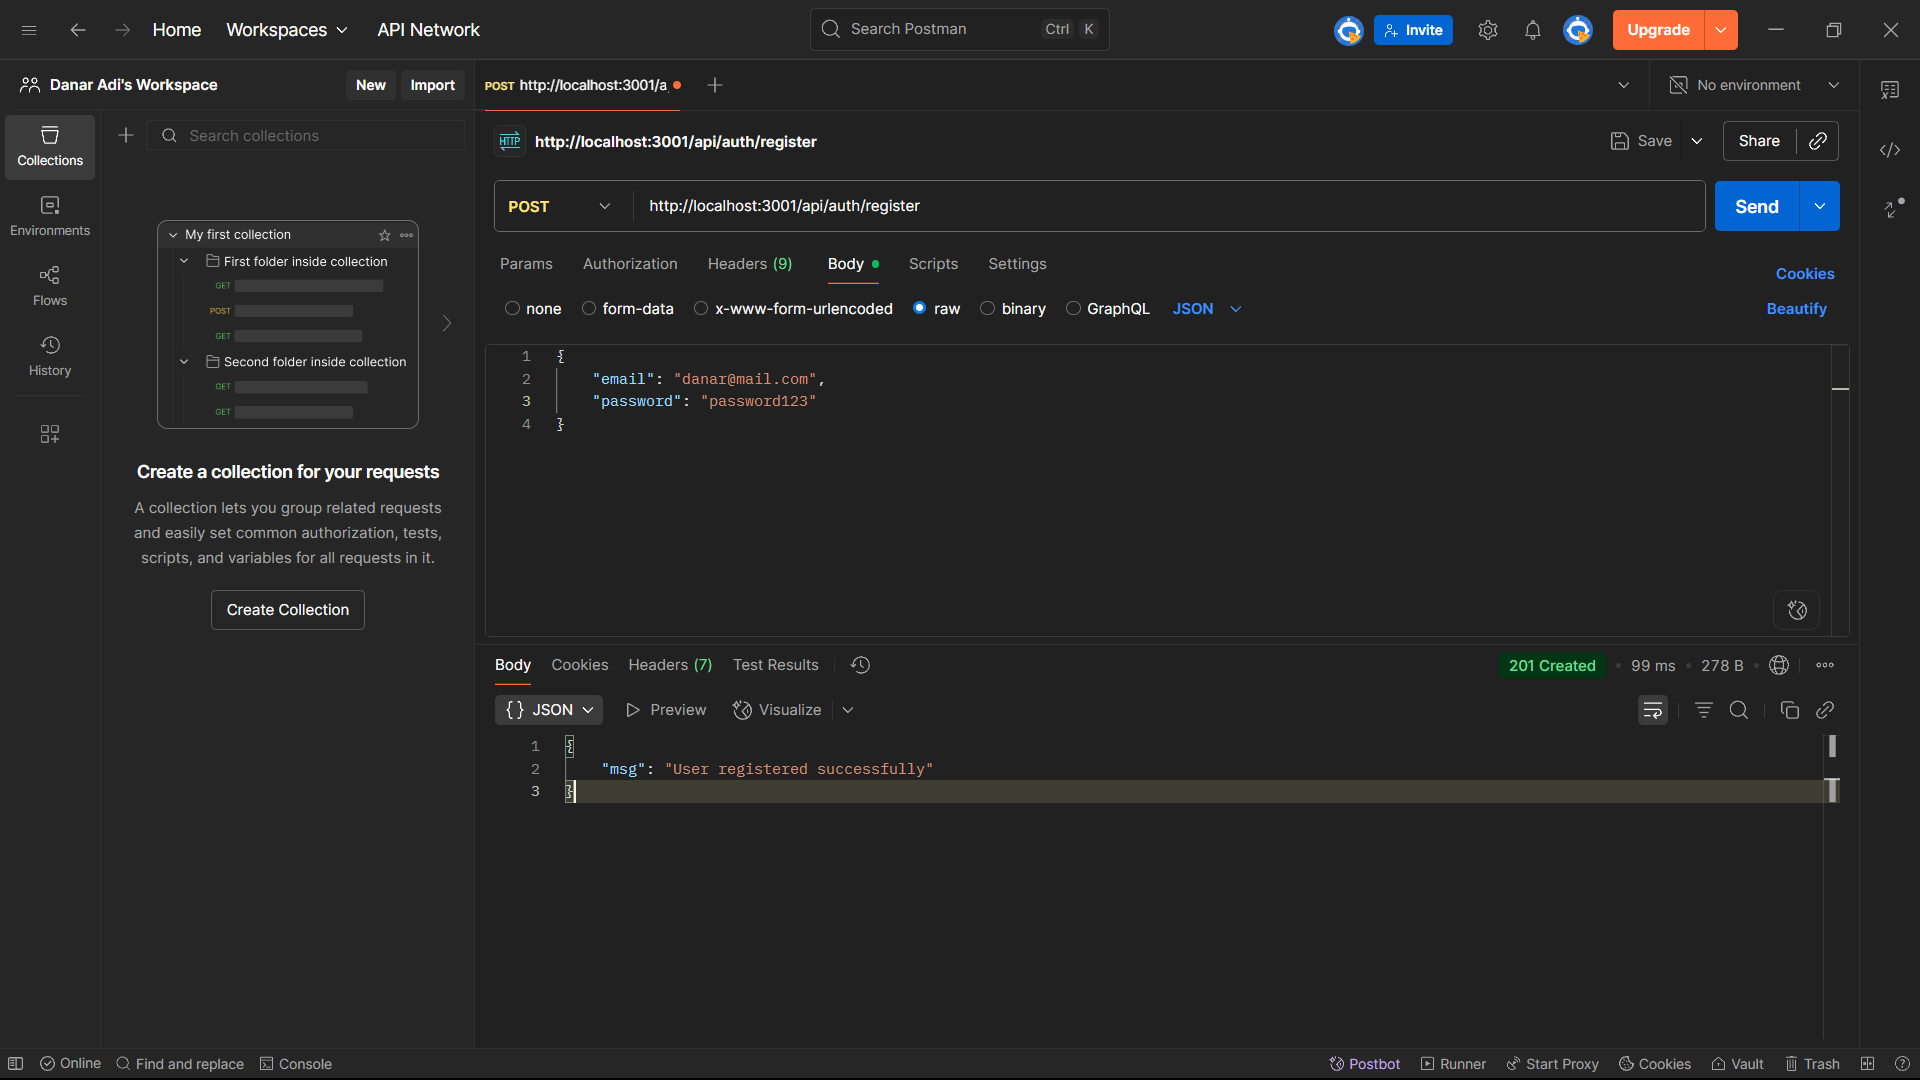 Home Workspaces API Network Search Postman Ctrl K Invite Upgrade
Danar Adi's Workspace New Import
POST http://localhost:3001/a
No environment
Collections
Environments
Flows
History
Search collections
My first collection
First folder inside collection
GET
POST
GET
Second folder inside collection
GET
GET
Create a collection for your requests
A collection lets you group related requests
and easily set common authorization, tests,
scripts, and variables for all requests in it.
Create Collection
HTTP http://localhost:3001/api/auth/register Save Share
POST http://localhost:3001/api/auth/register Send
Params Authorization Headers (9) Body Scripts Settings Cookies
none form-data x-www-form-urlencoded raw binary GraphQL JSON Beautify
1 {
2 "email": "danar@mail.com",
3 "password": "password123"
4 }
Body Cookies Headers (7) Test Results 201 Created 99 ms 278 B
{} JSON Preview Visualize
1 {
2 "msg": "User registered successfully"
3 }
Online Find and replace Console Postbot Runner Start Proxy Cookies Vault Trash